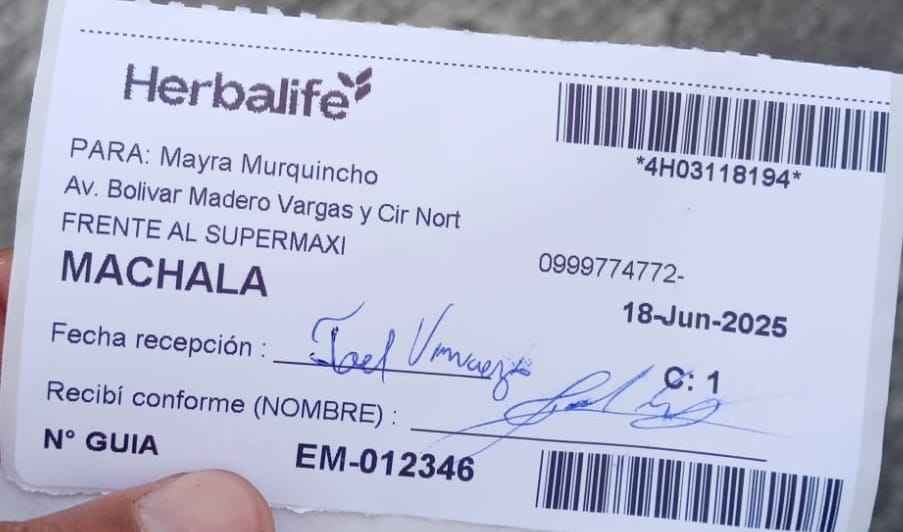 Herbalife
*4H03118194*
PARA: Mayra Murquincho
Av. Bolivar Madero Vargas y Cir Nort
FRENTE AL SUPERMAXI
0999774772-
MACHALA
18-Jun-2025
Fecha recepción : Joel
C: 1
Recibí conforme (NOMBRE) :
N° GUIA EM-012346